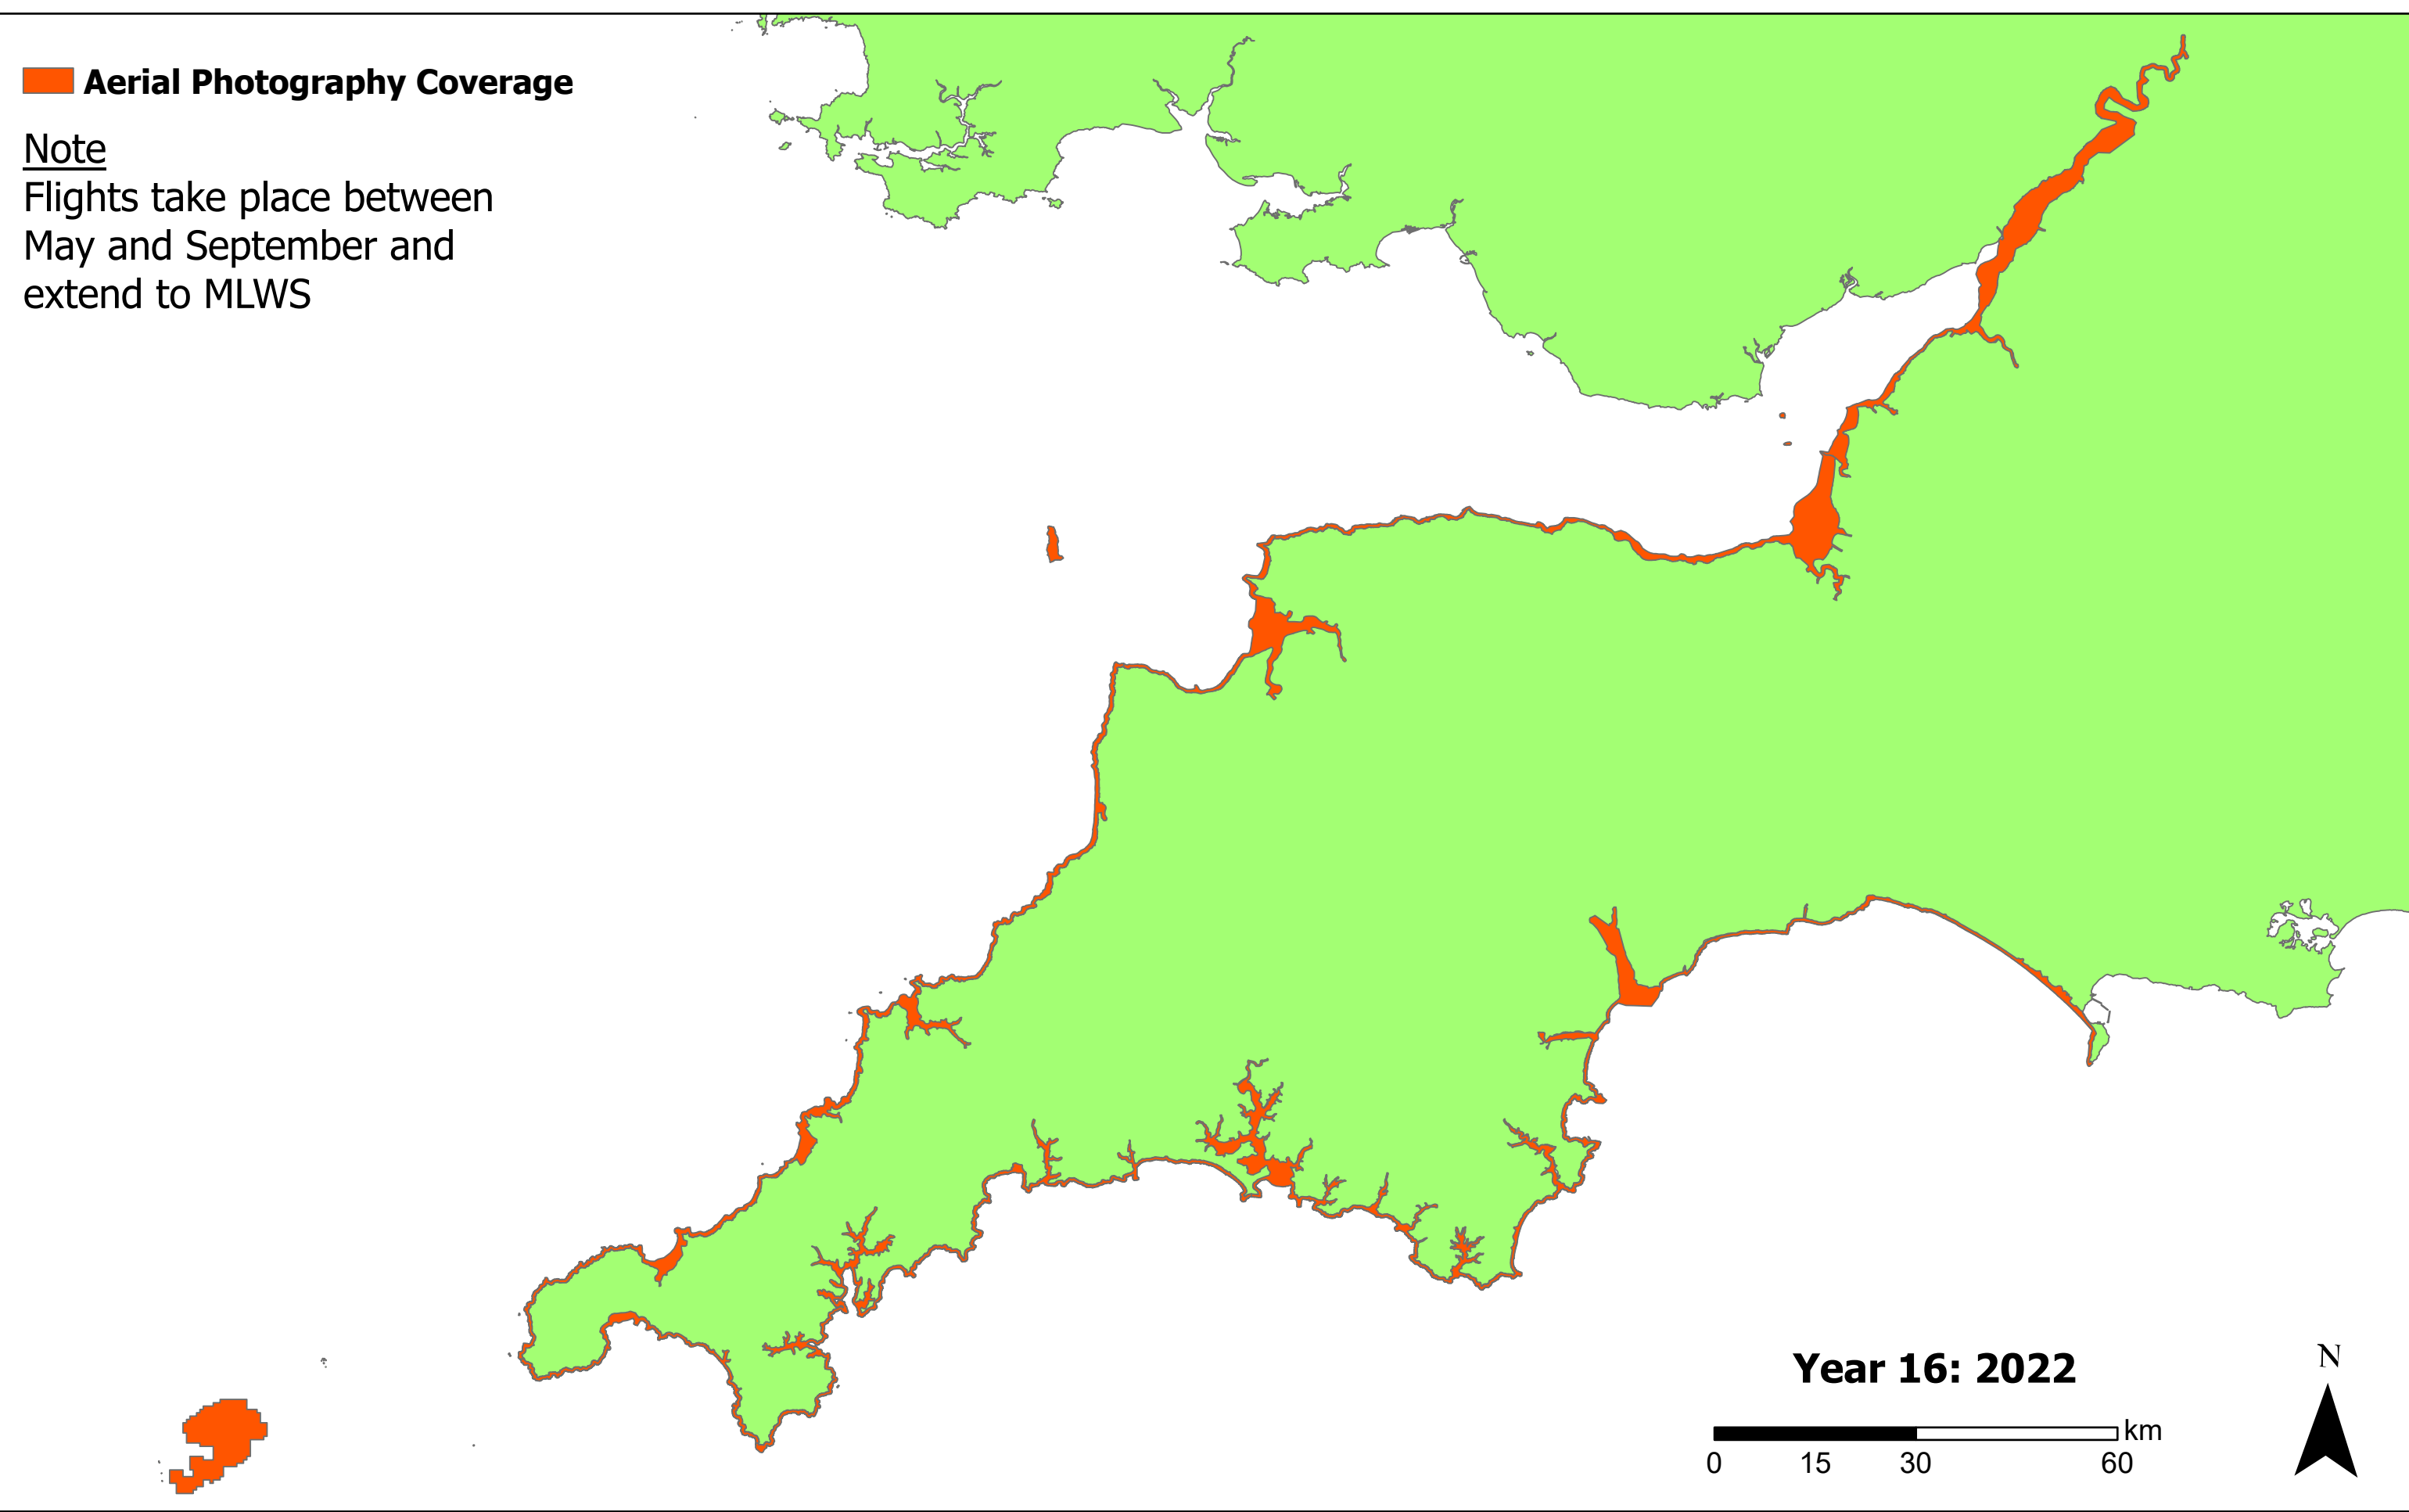 Aerial Photography Coverage
Note
Flights take place between
May and September and
extend to MLWS
Year 16: 2022
N
km
0 15 30 60